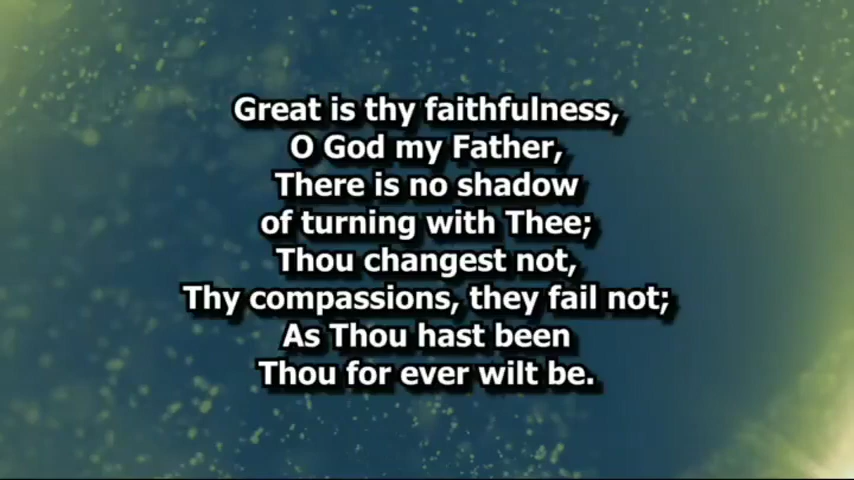 Great is thy faithfulness,
O God my Father,
There is no shadow
of turning with Thee;
Thou changest not,
Thy compassions, they fail not;
As Thou hast been
Thou for ever wilt be.